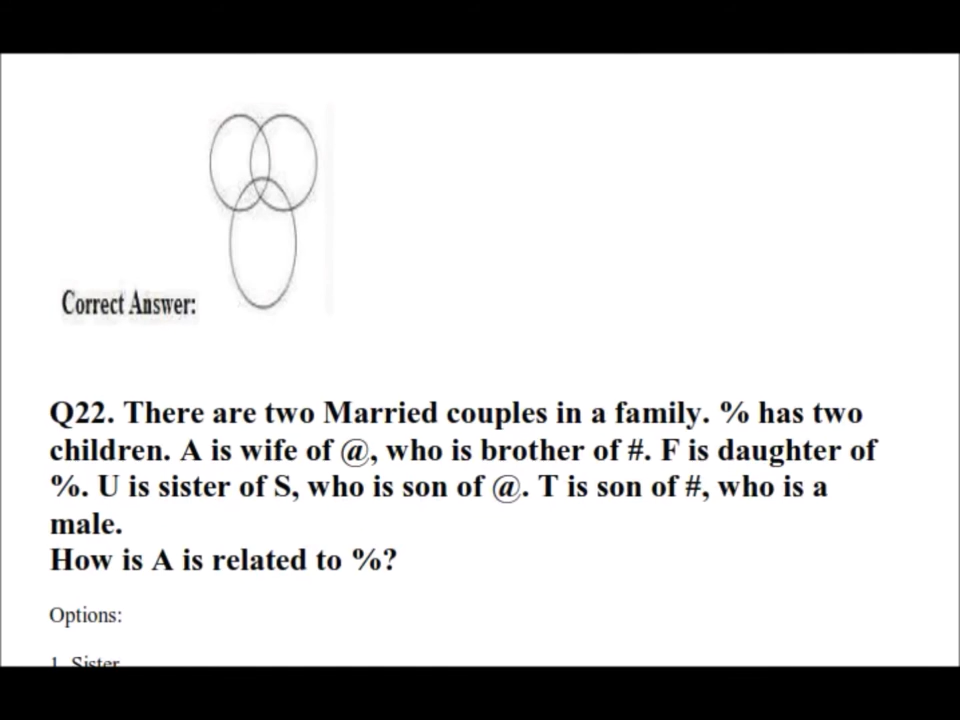 Correct Answer:
Q22. There are two Married couples in a family. % has two
children. A is wife of @, who is brother of #. F is daughter of
%. U is sister of S, who is son of @. T is son of #, who is a
male.
How is A is related to %?
Options:
1. Sister